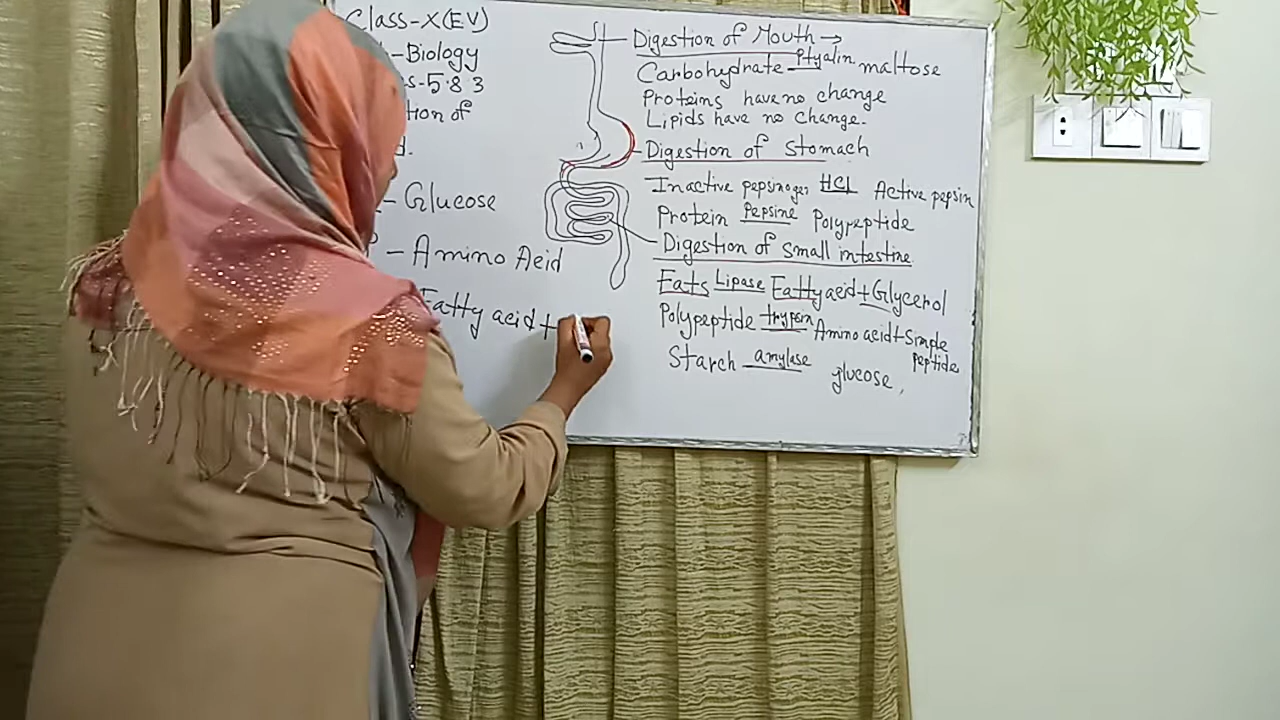 Class-X(EV)
-Biology
s-5.8 3
tion of
d.
- Glucose
P - Amino Acid
Fatty acid +
Digestion of Mouth →
Carbohydrate Ptyalin maltose
Proteins have no change
Lipids have no change.
Digestion of Stomach
Inactive pepsinogen HCl Active pepsin
Protein Pepsine Polypeptide
Digestion of small intestine
Fats Lipase Fatty acid + Glycerol
Polypeptide trypsin Amino acid + Simple
peptide
Starch amylase glucose,